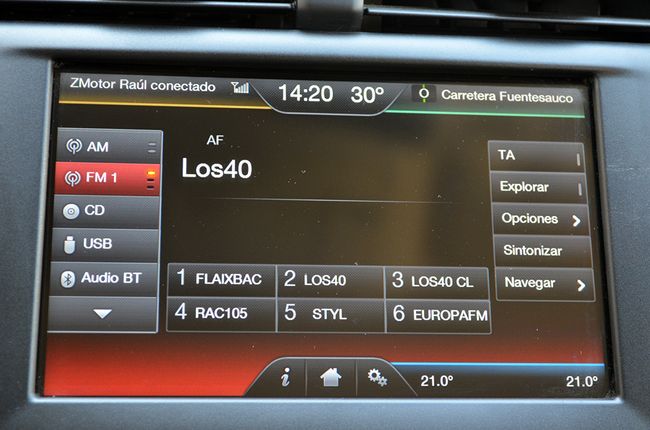 ZMotor Raúl conectado
14:20 30°
Carretera Fuentesauco
AM
FM 1
CD
USB
Audio BT
AF
Los40
TA
Explorar
Opciones
Sintonizar
Navegar
1 FLAIXBAC 2 LOS40 3 LOS40 CL
4 RAC105 5 STYL 6 EUROPAFM
i
21.0° 21.0°